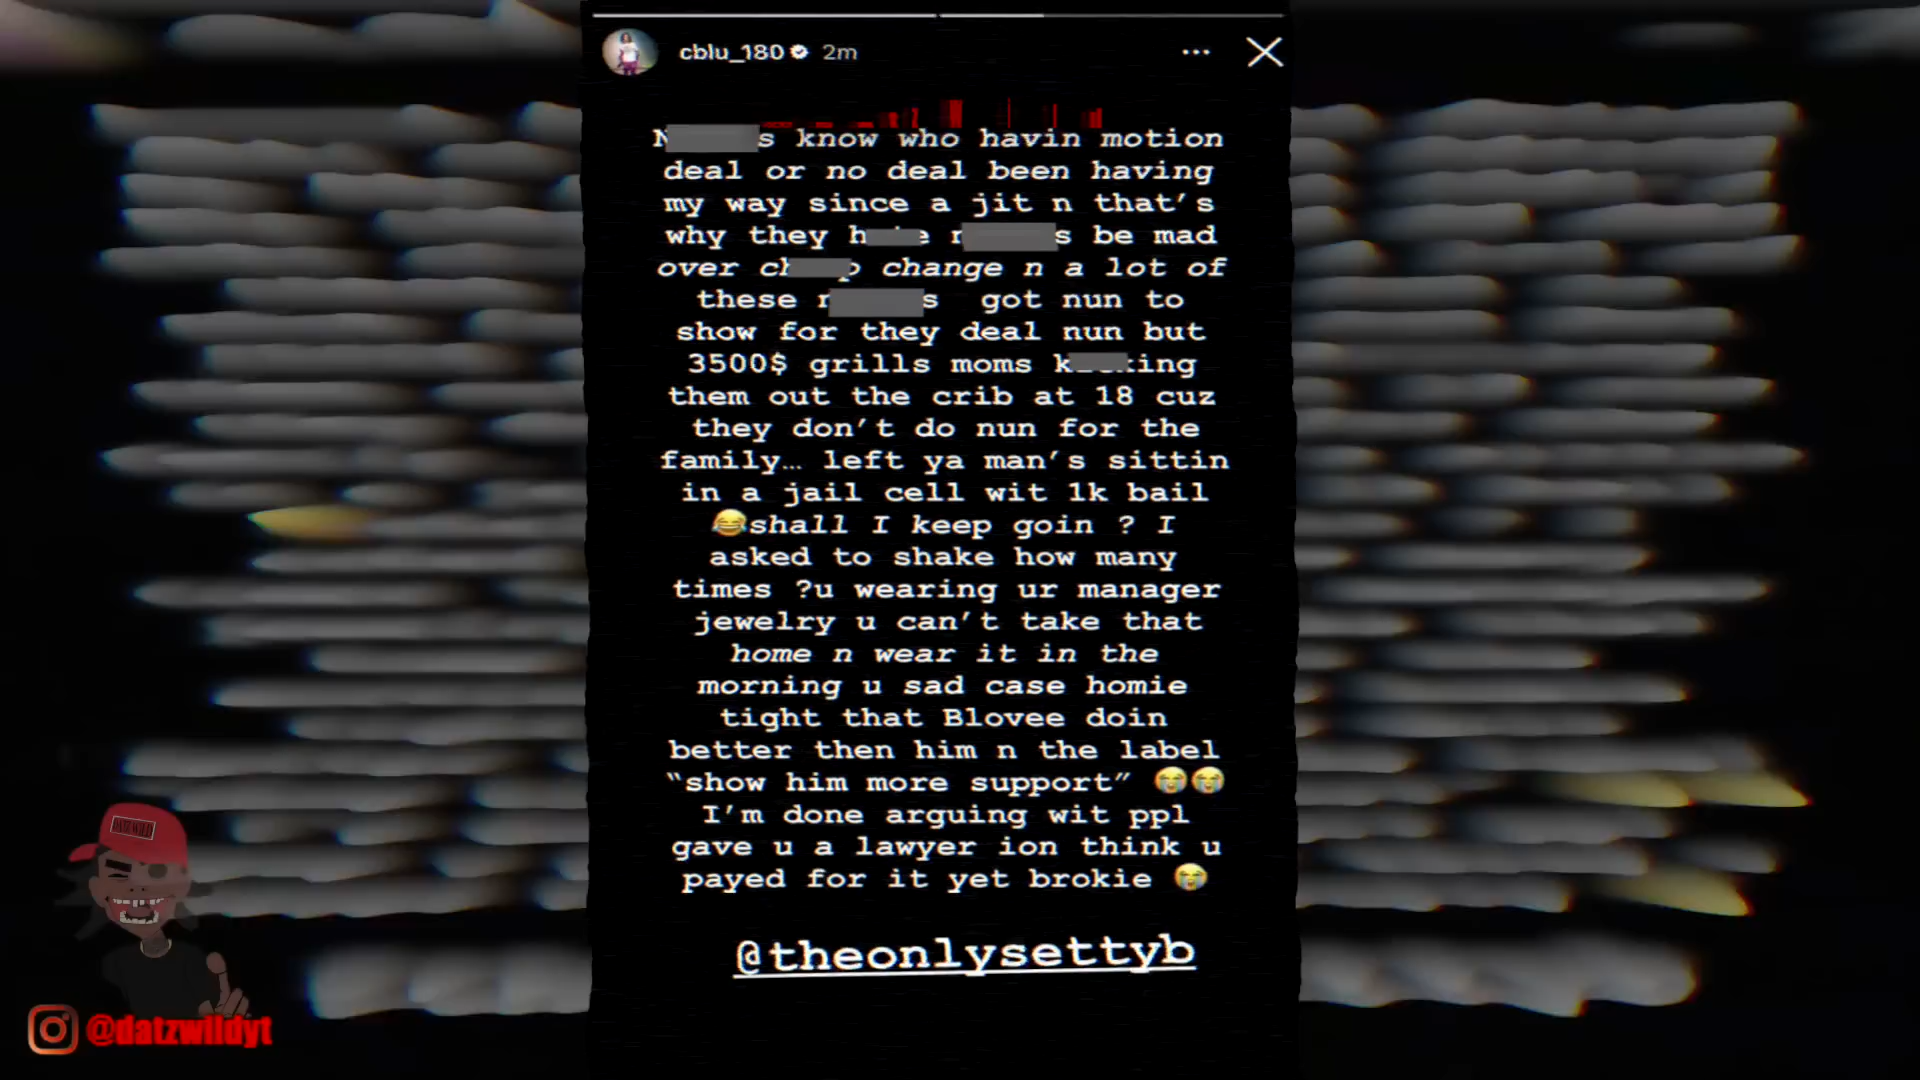 cblu_180 2m
know who havin motion
deal or no deal been having
my way since a jit n that's
why they be mad
over change n a lot of
these got nun to
show for they deal nun but
3500$ grills moms
them out the crib at 18 cuz
they don't do nun for the
family… left ya man's sittin
in a jail cell wit 1k bail
😂shall I keep goin ? I
asked to shake how many
times ?u wearing ur manager
jewelry u can't take that
home n wear it in the
morning u sad case homie
tight that Blovee doin
better then him n the label
“show him more support” 😭😭
I'm done arguing wit ppl
gave u a lawyer ion think u
payed for it yet brokie 😭
@theonlysettyb
DATZ WILD
@datzwildyt